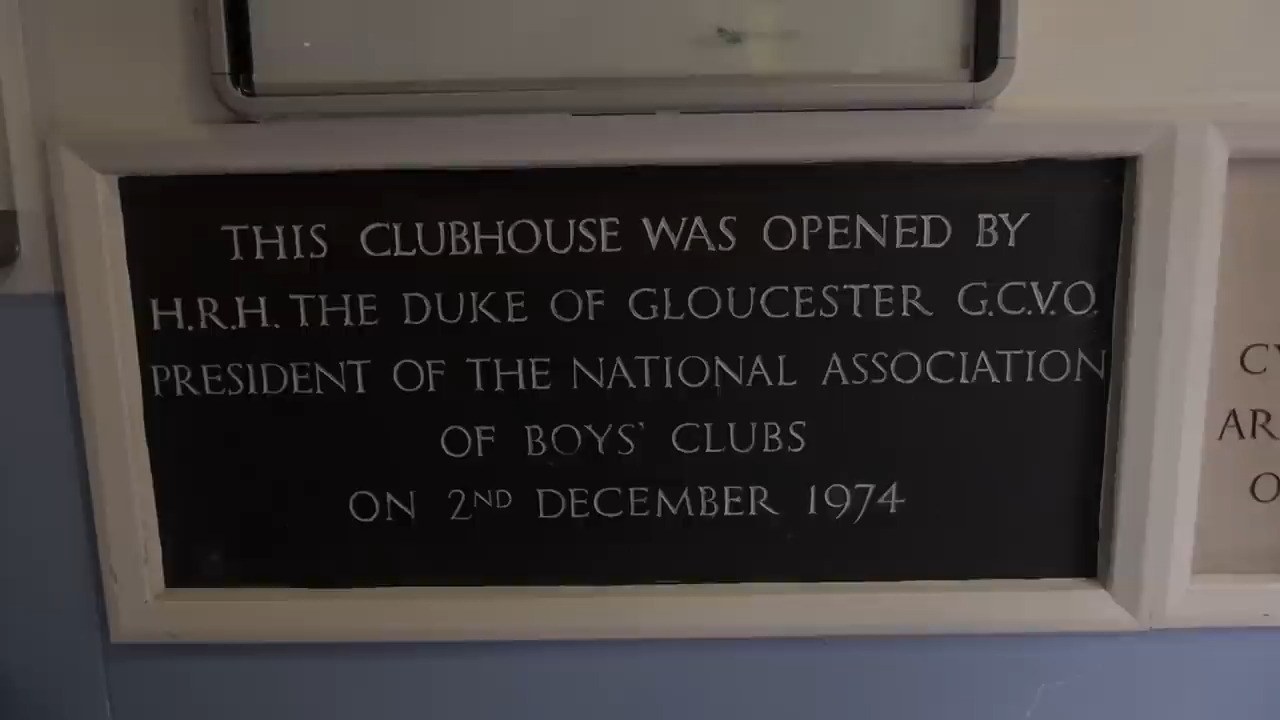 THIS CLUBHOUSE WAS OPENED BY
H.R.H. THE DUKE OF GLOUCESTER G.C.V.O.
PRESIDENT OF THE NATIONAL ASSOCIATION
OF BOYS' CLUBS
ON 2ND DECEMBER 1974